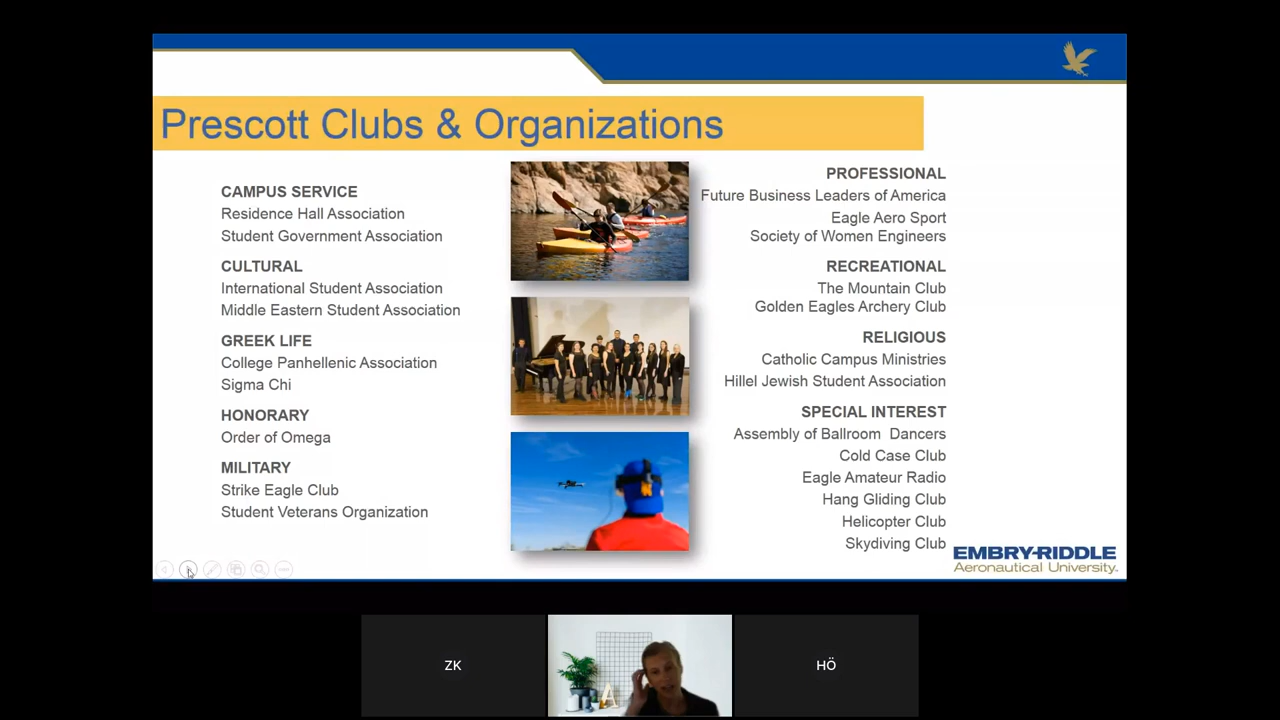 Prescott Clubs & Organizations
CAMPUS SERVICE
Residence Hall Association
Student Government Association
CULTURAL
International Student Association
Middle Eastern Student Association
GREEK LIFE
College Panhellenic Association
Sigma Chi
HONORARY
Order of Omega
MILITARY
Strike Eagle Club
Student Veterans Organization
PROFESSIONAL
Future Business Leaders of America
Eagle Aero Sport
Society of Women Engineers
RECREATIONAL
The Mountain Club
Golden Eagles Archery Club
RELIGIOUS
Catholic Campus Ministries
Hillel Jewish Student Association
SPECIAL INTEREST
Assembly of Ballroom Dancers
Cold Case Club
Eagle Amateur Radio
Hang Gliding Club
Helicopter Club
Skydiving Club
EMBRY-RIDDLE
Aeronautical University.
ZK
A
HÖ